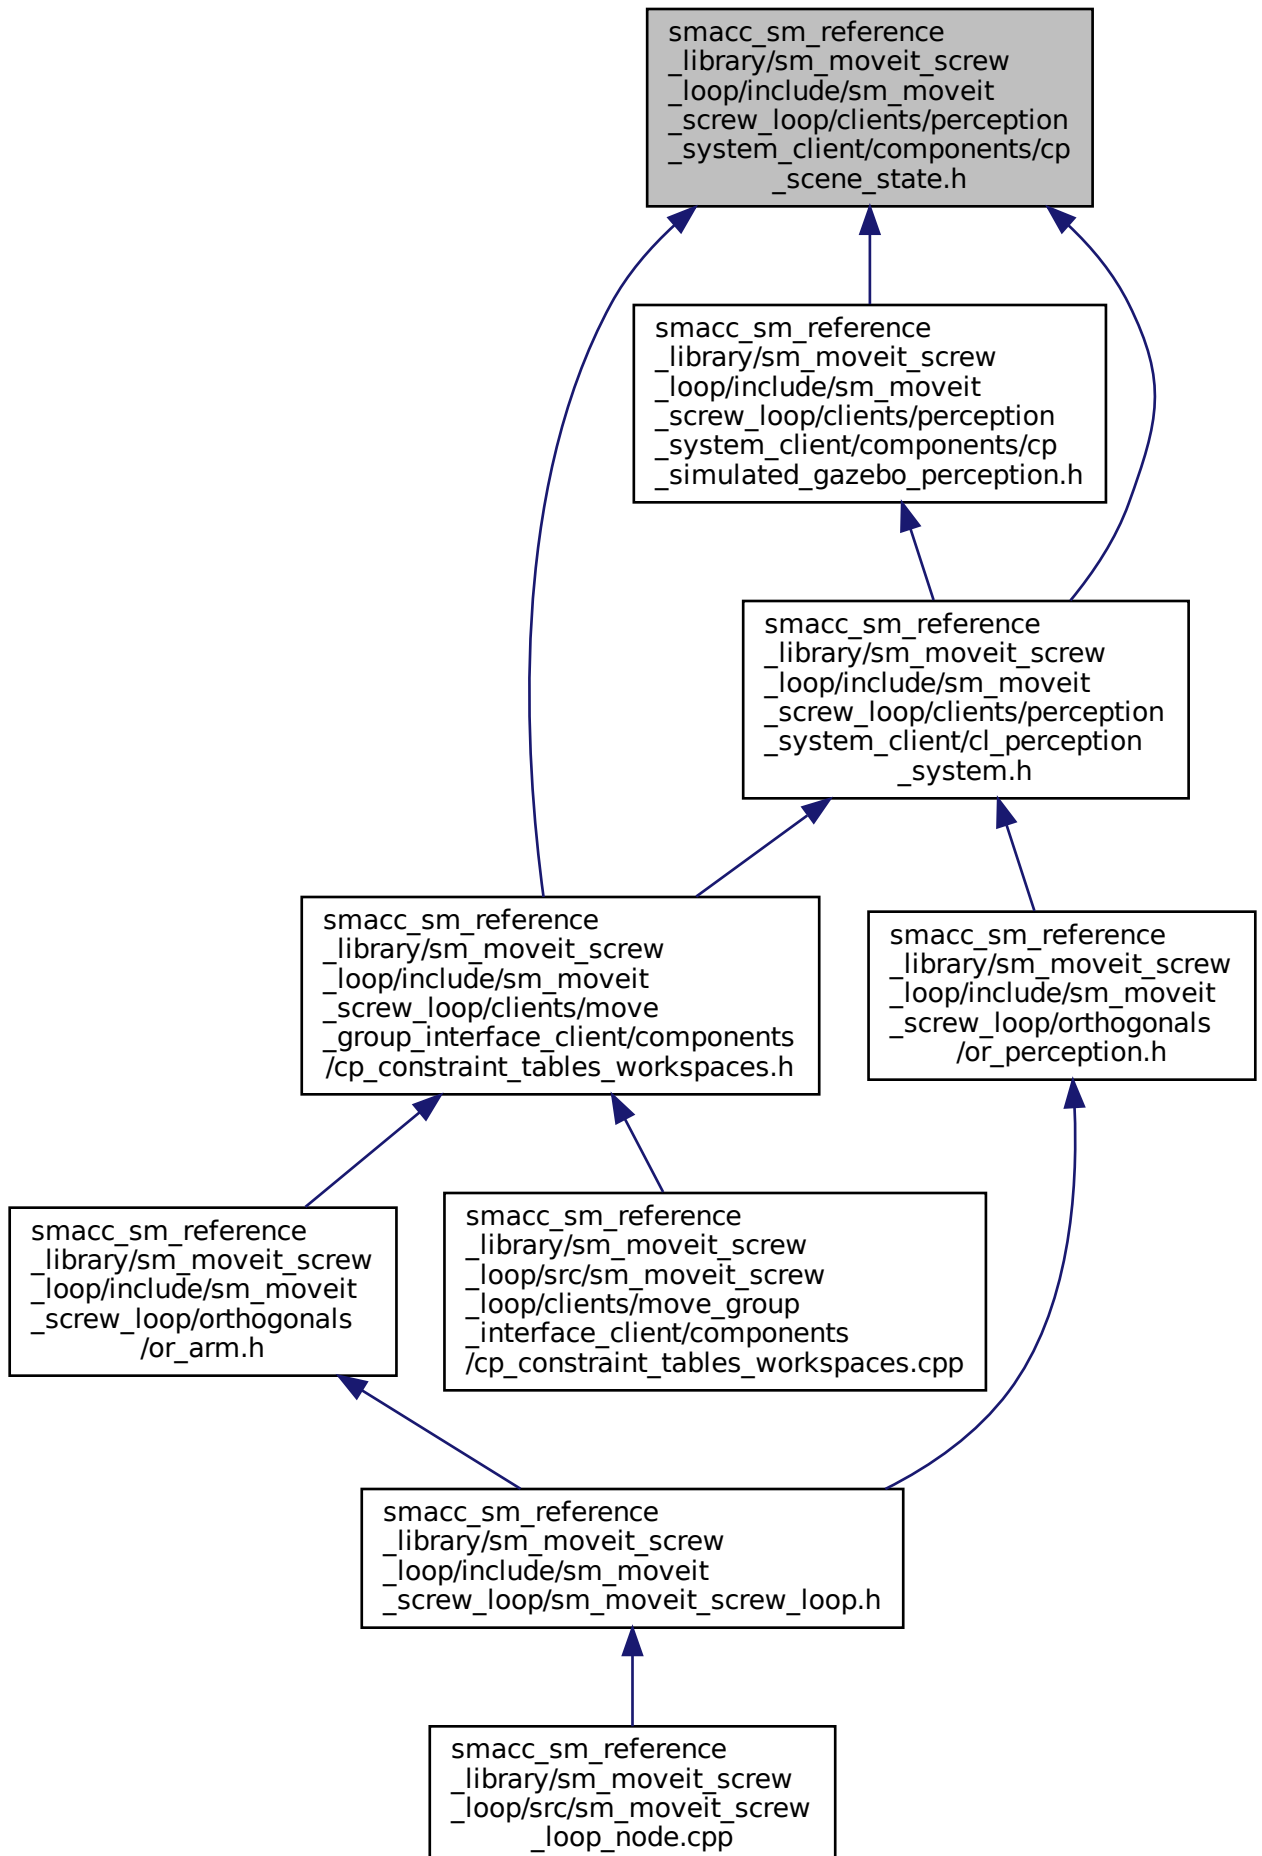 smacc_sm_reference
_library/sm_moveit_screw
_loop/include/sm_moveit
_screw_loop/clients/perception
_system_client/components/cp
_scene_state.h
smacc_sm_reference
_library/sm_moveit_screw
_loop/include/sm_moveit
_screw_loop/clients/perception
_system_client/components/cp
_simulated_gazebo_perception.h
smacc_sm_reference
_library/sm_moveit_screw
_loop/include/sm_moveit
_screw_loop/clients/perception
_system_client/cl_perception
_system.h
smacc_sm_reference
_library/sm_moveit_screw
_loop/include/sm_moveit
_screw_loop/clients/move
_group_interface_client/components
/cp_constraint_tables_workspaces.h
smacc_sm_reference
_library/sm_moveit_screw
_loop/include/sm_moveit
_screw_loop/orthogonals
/or_perception.h
smacc_sm_reference
_library/sm_moveit_screw
_loop/include/sm_moveit
_screw_loop/orthogonals
/or_arm.h
smacc_sm_reference
_library/sm_moveit_screw
_loop/src/sm_moveit_screw
_loop/clients/move_group
_interface_client/components
/cp_constraint_tables_workspaces.cpp
smacc_sm_reference
_library/sm_moveit_screw
_loop/include/sm_moveit
_screw_loop/sm_moveit_screw_loop.h
smacc_sm_reference
_library/sm_moveit_screw
_loop/src/sm_moveit_screw
_loop_node.cpp